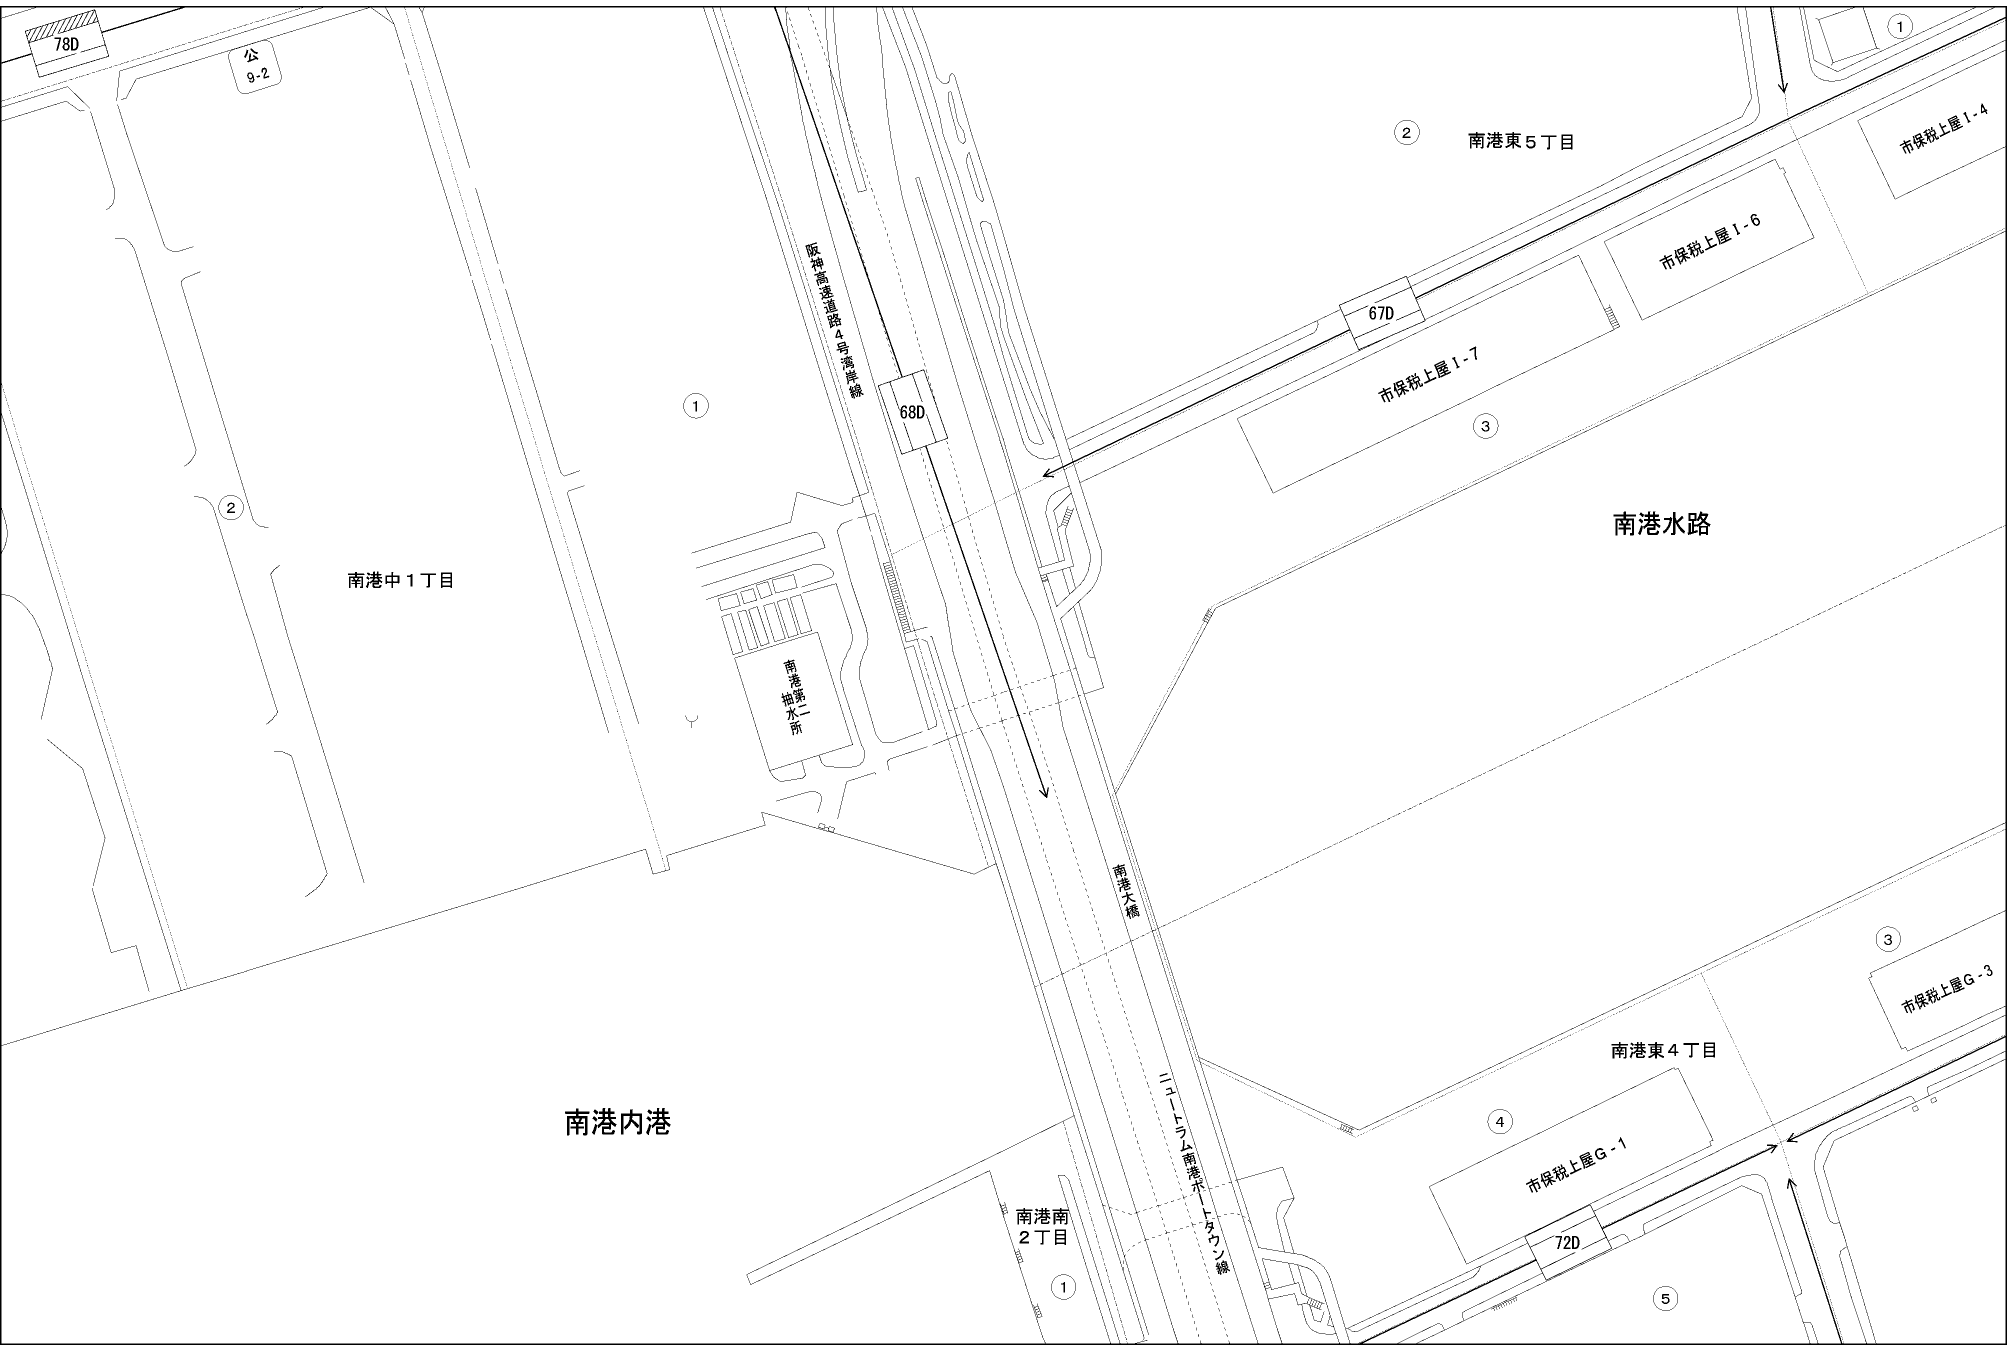 78D
公
9-2
①
②
南港東５丁目
市保税上屋Ｉ-４
市保税上屋Ｉ-６
阪神高速道路４号湾岸線
67D
市保税上屋Ｉ-７
68D
①
③
②
南港水路
南港中１丁目
南港第二
抽水所
南港大橋
③
市保税上屋Ｇ-３
南港東４丁目
南港内港
ニュートラム南港ポートタウン線
④
市保税上屋Ｇ-１
南港南
２丁目
72D
①
⑤